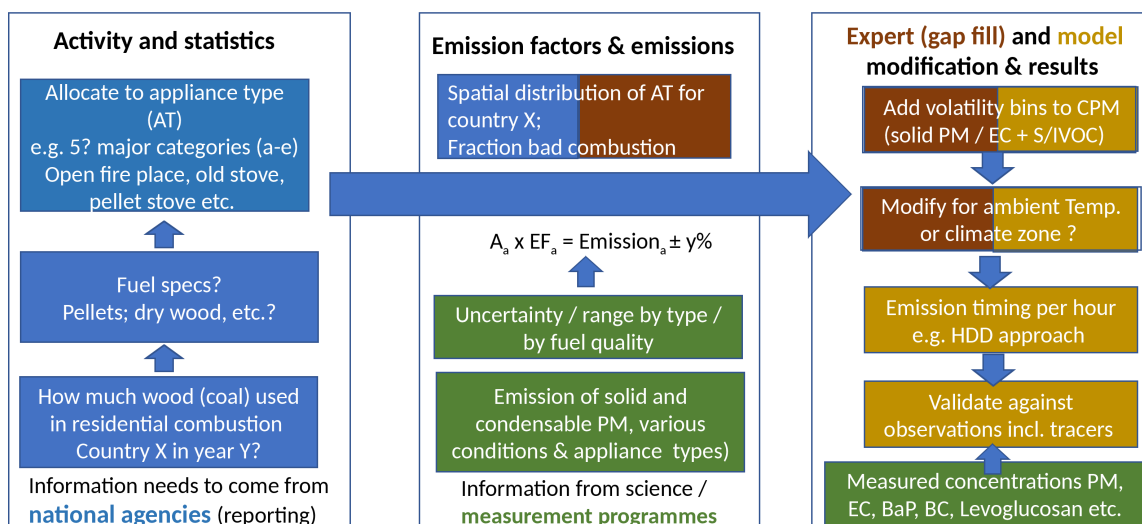 Activity and statistics
Allocate to appliance type
(AT)
e.g. 5? major categories (a-e)
Open fire place, old stove,
pellet stove etc.
Fuel specs?
Pellets; dry wood, etc.?
How much wood (coal) used
in residential combustion
Country X in year Y?
Information needs to come from
national agencies (reporting)
Emission factors & emissions
Spatial distribution of AT for
country X;
Fraction bad combustion
Aa x EFa = Emissiona ± y%
Uncertainty / range by type /
by fuel quality
Emission of solid and
condensable PM, various
conditions & appliance types)
Information from science /
measurement programmes
Expert (gap fill) and model
modification & results
Add volatility bins to CPM
(solid PM / EC + S/IVOC)
Modify for ambient Temp.
or climate zone ?
Emission timing per hour
e.g. HDD approach
Validate against
observations incl. tracers
Measured concentrations PM,
EC, BaP, BC, Levoglucosan etc.